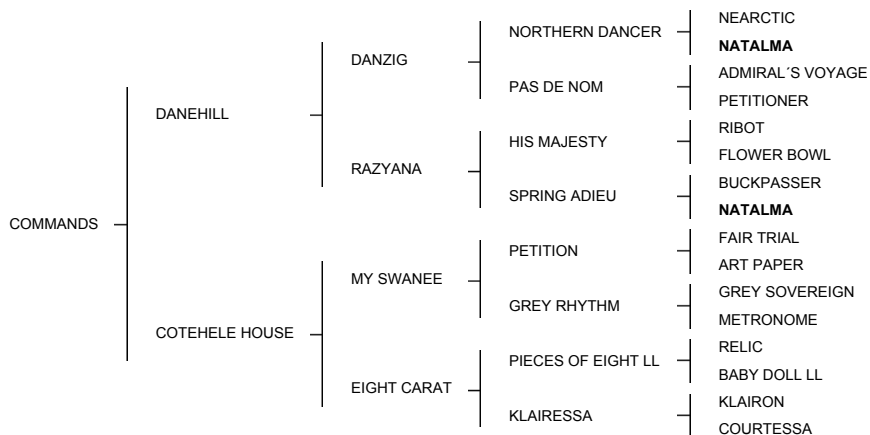 COMMANDS
DANEHILL
COTEHELE HOUSE
DANZIG
RAZYANA
MY SWANEE
EIGHT CARAT
NORTHERN DANCER
PAS DE NOM
HIS MAJESTY
SPRING ADIEU
PETITION
GREY RHYTHM
PIECES OF EIGHT LL
KLAIRESSA
NEARCTIC
NATALMA
ADMIRAL´S VOYAGE
PETITIONER
RIBOT
FLOWER BOWL
BUCKPASSER
NATALMA
FAIR TRIAL
ART PAPER
GREY SOVEREIGN
METRONOME
RELIC
BABY DOLL LL
KLAIRON
COURTESSA